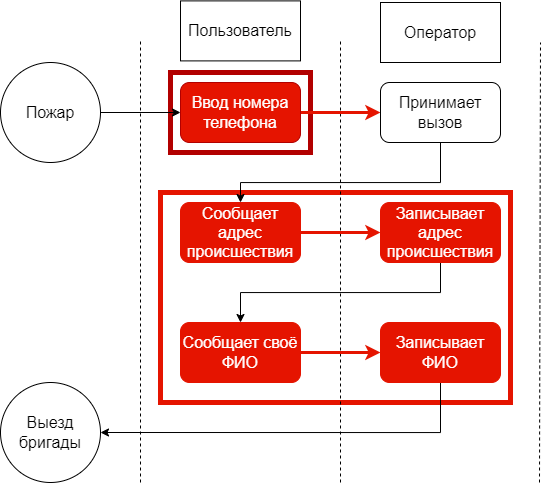 Пользователь
Оператор
Пожар
Ввод номера
телефона
Принимает
вызов
Сообщает
адрес
происшествия
Записывает
адрес
происшествия
Сообщает своё
ФИО
Записывает
ФИО
Выезд
бригады